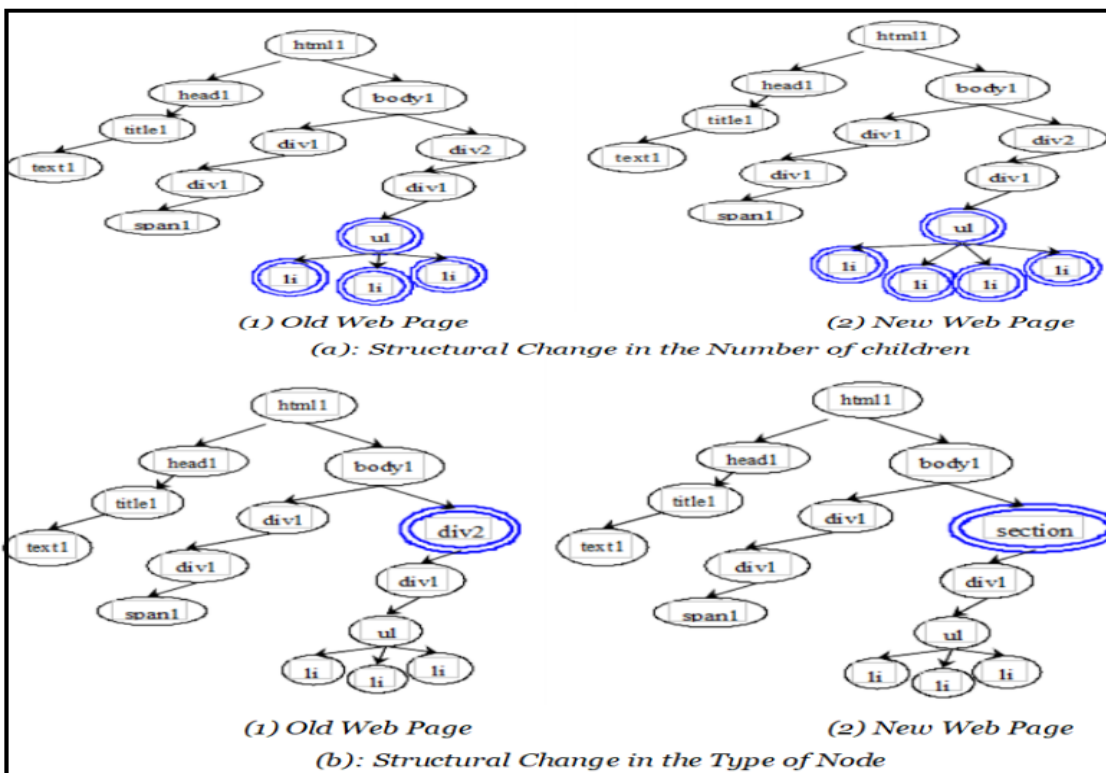 html1 html1
head1 body1 head1 body1
title1 div1 div2 title1 div1 div2
text1 div1 div1 text1 div1 div1
span1 ul span1 ul
li li li li li li li
(1) Old Web Page (2) New Web Page
(a): Structural Change in the Number of children
html1 html1
head1 body1 head1 body1
title1 div1 div2 title1 div1 section
text1 div1 div1 text1 div1 div1
span1 ul span1 ul
li li li li li li
(1) Old Web Page (2) New Web Page
(b): Structural Change in the Type of Node